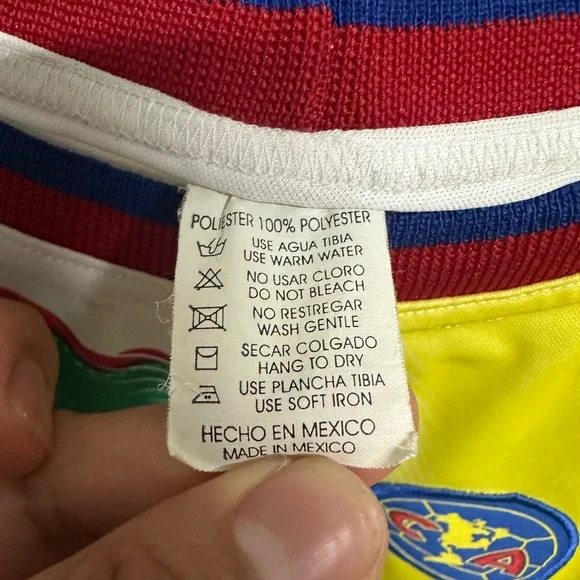 POLIESTER 100% POLYESTER
USE AGUA TIBIA
USE WARM WATER
NO USAR CLORO
DO NOT BLEACH
NO RESTREGAR
WASH GENTLE
SECAR COLGADO
HANG TO DRY
USE PLANCHA TIBIA
USE SOFT IRON
HECHO EN MEXICO
MADE IN MEXICO
C A